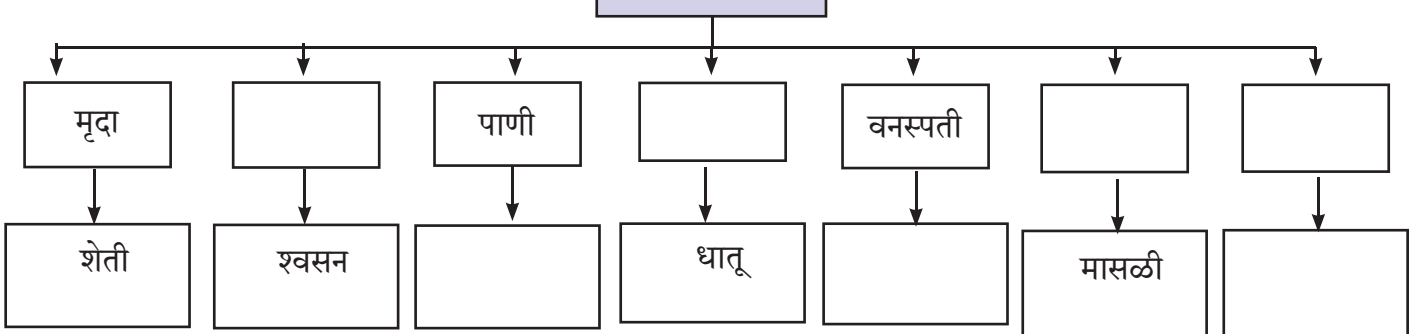 मृदा
पाणी
वनस्पती
शेती
श्वसन
धातू
मासळी